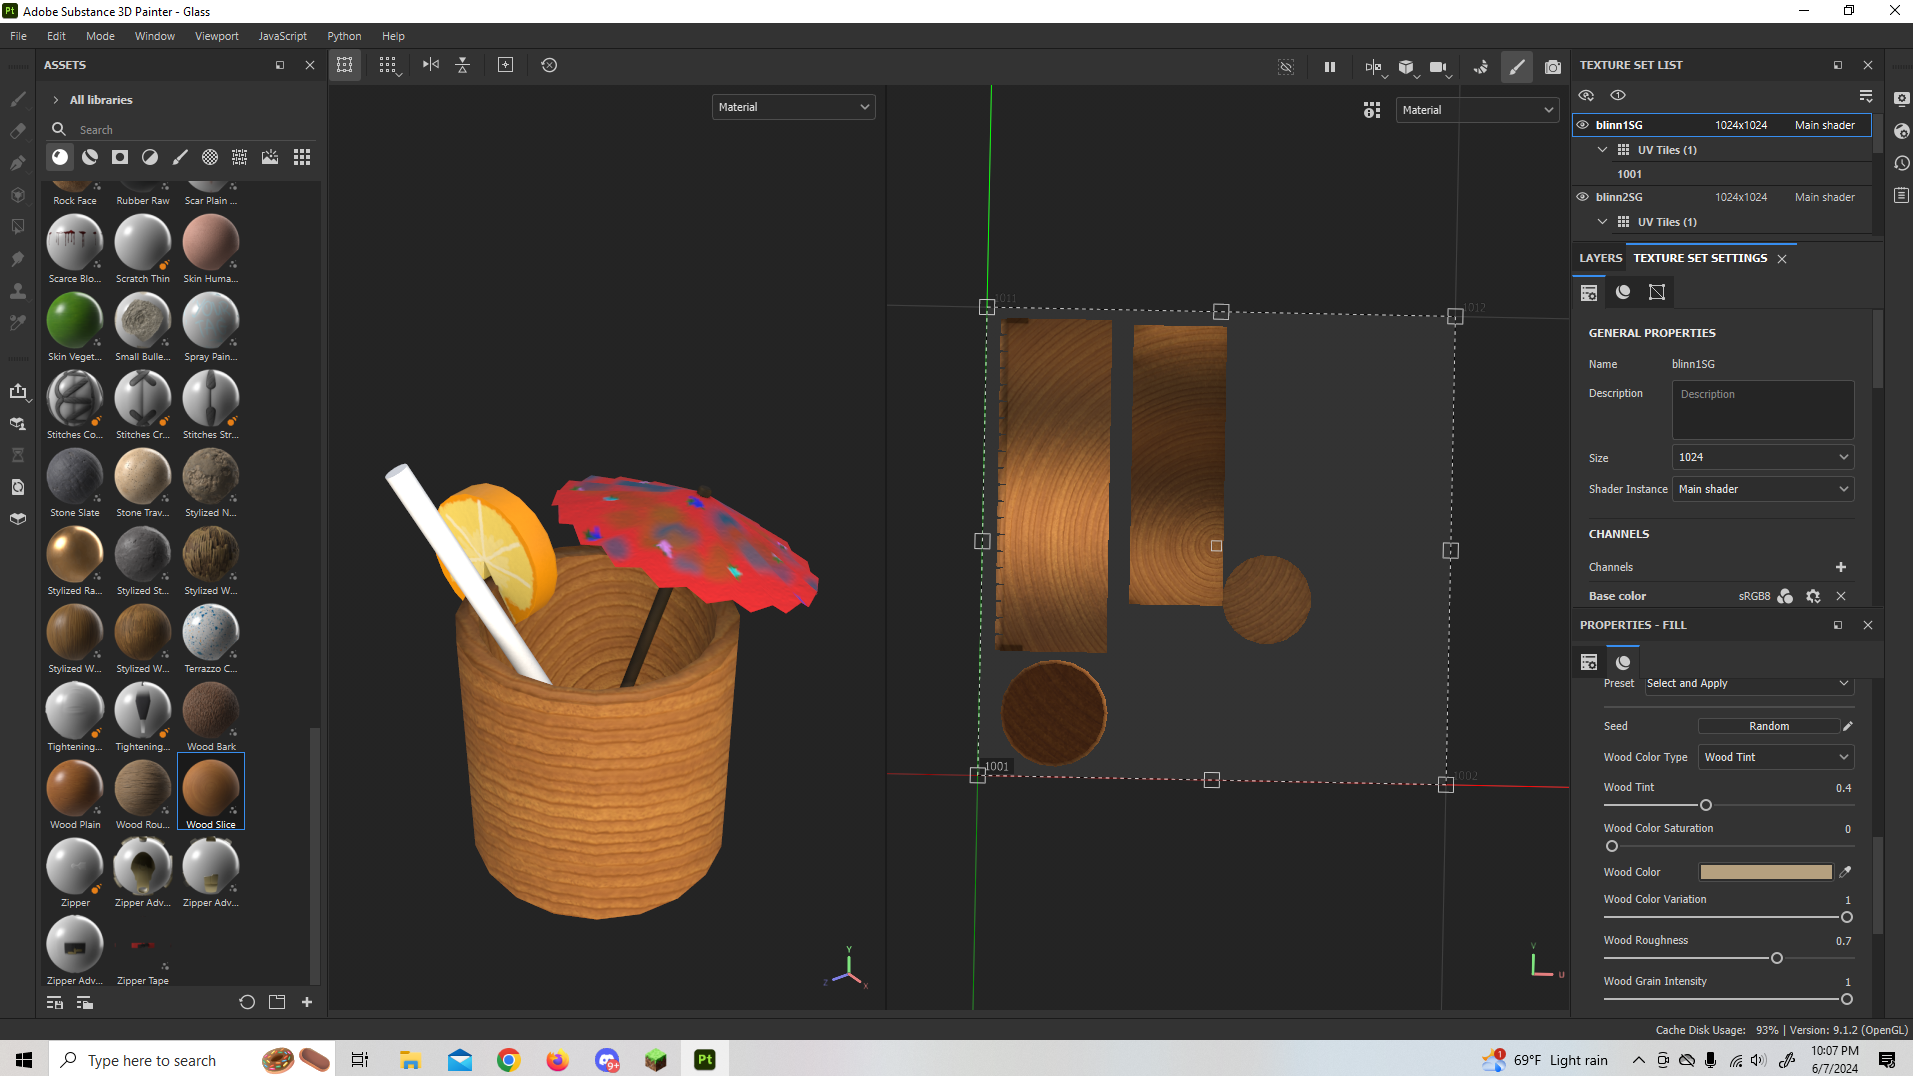 Pt Adobe Substance 3D Painter - Glass
File Edit Mode Window Viewport JavaScript Python Help
ASSETS
All libraries
Search
Rock Face Rubber Raw Scar Plain ...
Scarce Blo... Scratch Thin Skin Huma...
Skin Veget... Small Bulle... Spray Pain...
Stitches Co... Stitches Cr... Stitches Str...
Stone Slate Stone Trav... Stylized N...
Stylized Ra... Stylized St... Stylized W...
Stylized W... Stylized W... Terrazzo C...
Tightening... Tightening... Wood Bark
Wood Plain Wood Rou... Wood Slice
Zipper Zipper Adv... Zipper Adv...
Zipper Adv... Zipper Tape
Material
Y
Z
X
Material
1011
1012
1001
1002
V
U
TEXTURE SET LIST
blinn1SG 1024x1024 Main shader
UV Tiles (1)
1001
blinn2SG 1024x1024 Main shader
UV Tiles (1)
LAYERS TEXTURE SET SETTINGS
GENERAL PROPERTIES
Name blinn1SG
Description Description
Size 1024
Shader Instance Main shader
CHANNELS
Channels
Base color sRGB8
PROPERTIES - FILL
Preset Select and Apply
Seed Random
Wood Color Type Wood Tint
Wood Tint 0.4
Wood Color Saturation 0
Wood Color
Wood Color Variation 1
Wood Roughness 0.7
Wood Grain Intensity 1
Cache Disk Usage: 93% | Version: 9.1.2 (OpenGL)
Type here to search
9+
Pt
1
69°F Light rain
10:07 PM
6/7/2024